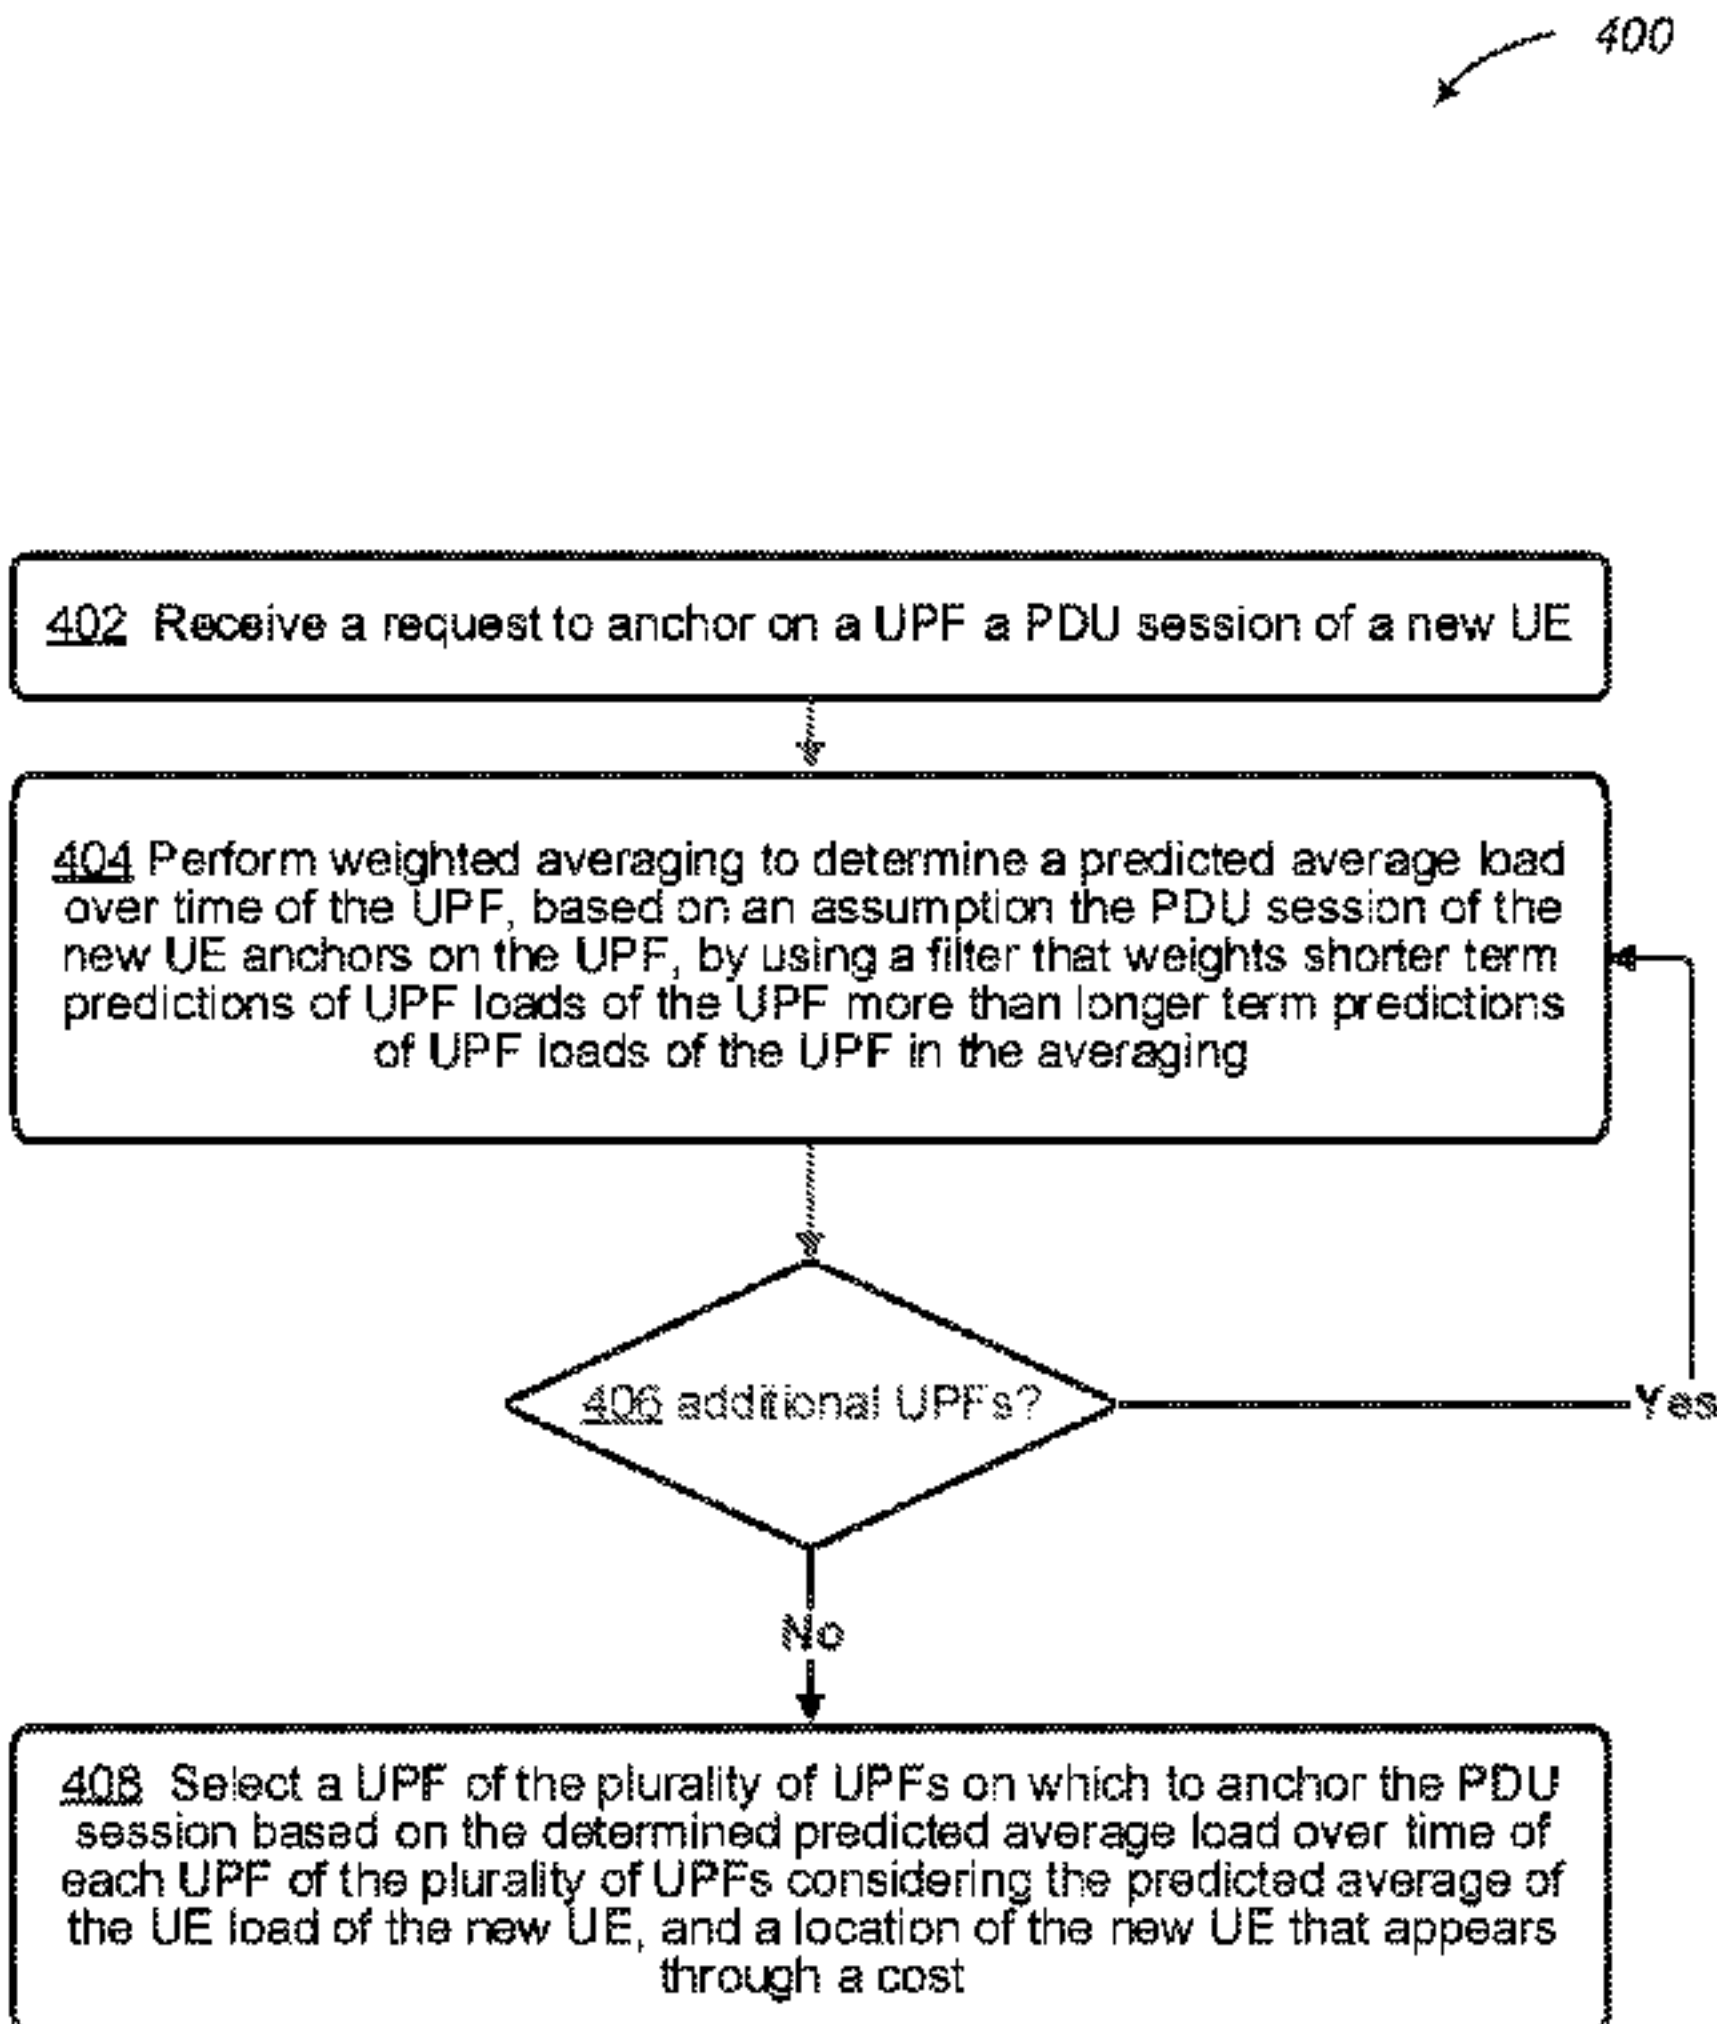 400
402 Receive a request to anchor on a UPF a PDU session of a new UE
404 Perform weighted averaging to determine a predicted average load
over time of the UPF, based on an assumption the PDU session of the
new UE anchors on the UPF, by using a filter that weights shorter term
predictions of UPF loads of the UPF more than longer term predictions
of UPF loads of the UPF in the averaging
406 additional UPFs?
Yes
No
408 Select a UPF of the plurality of UPFs on which to anchor the PDU
session based on the determined predicted average load over time of
each UPF of the plurality of UPFs considering the predicted average of
the UE load of the new UE, and a location of the new UE that appears
through a cost